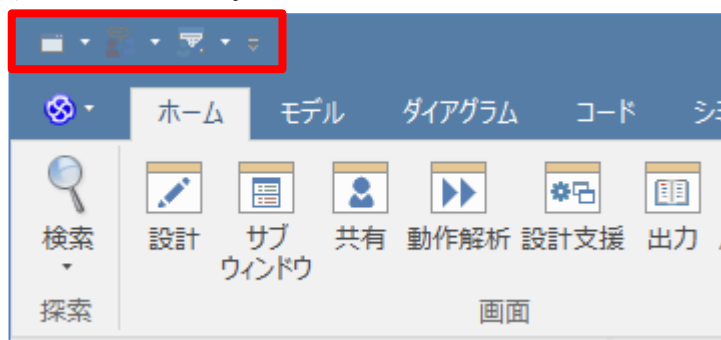 ホーム モデル ダイアグラム コード
検索 設計 サブ 共有 動作解析 設計支援 出力
ウィンドウ
探索 画面